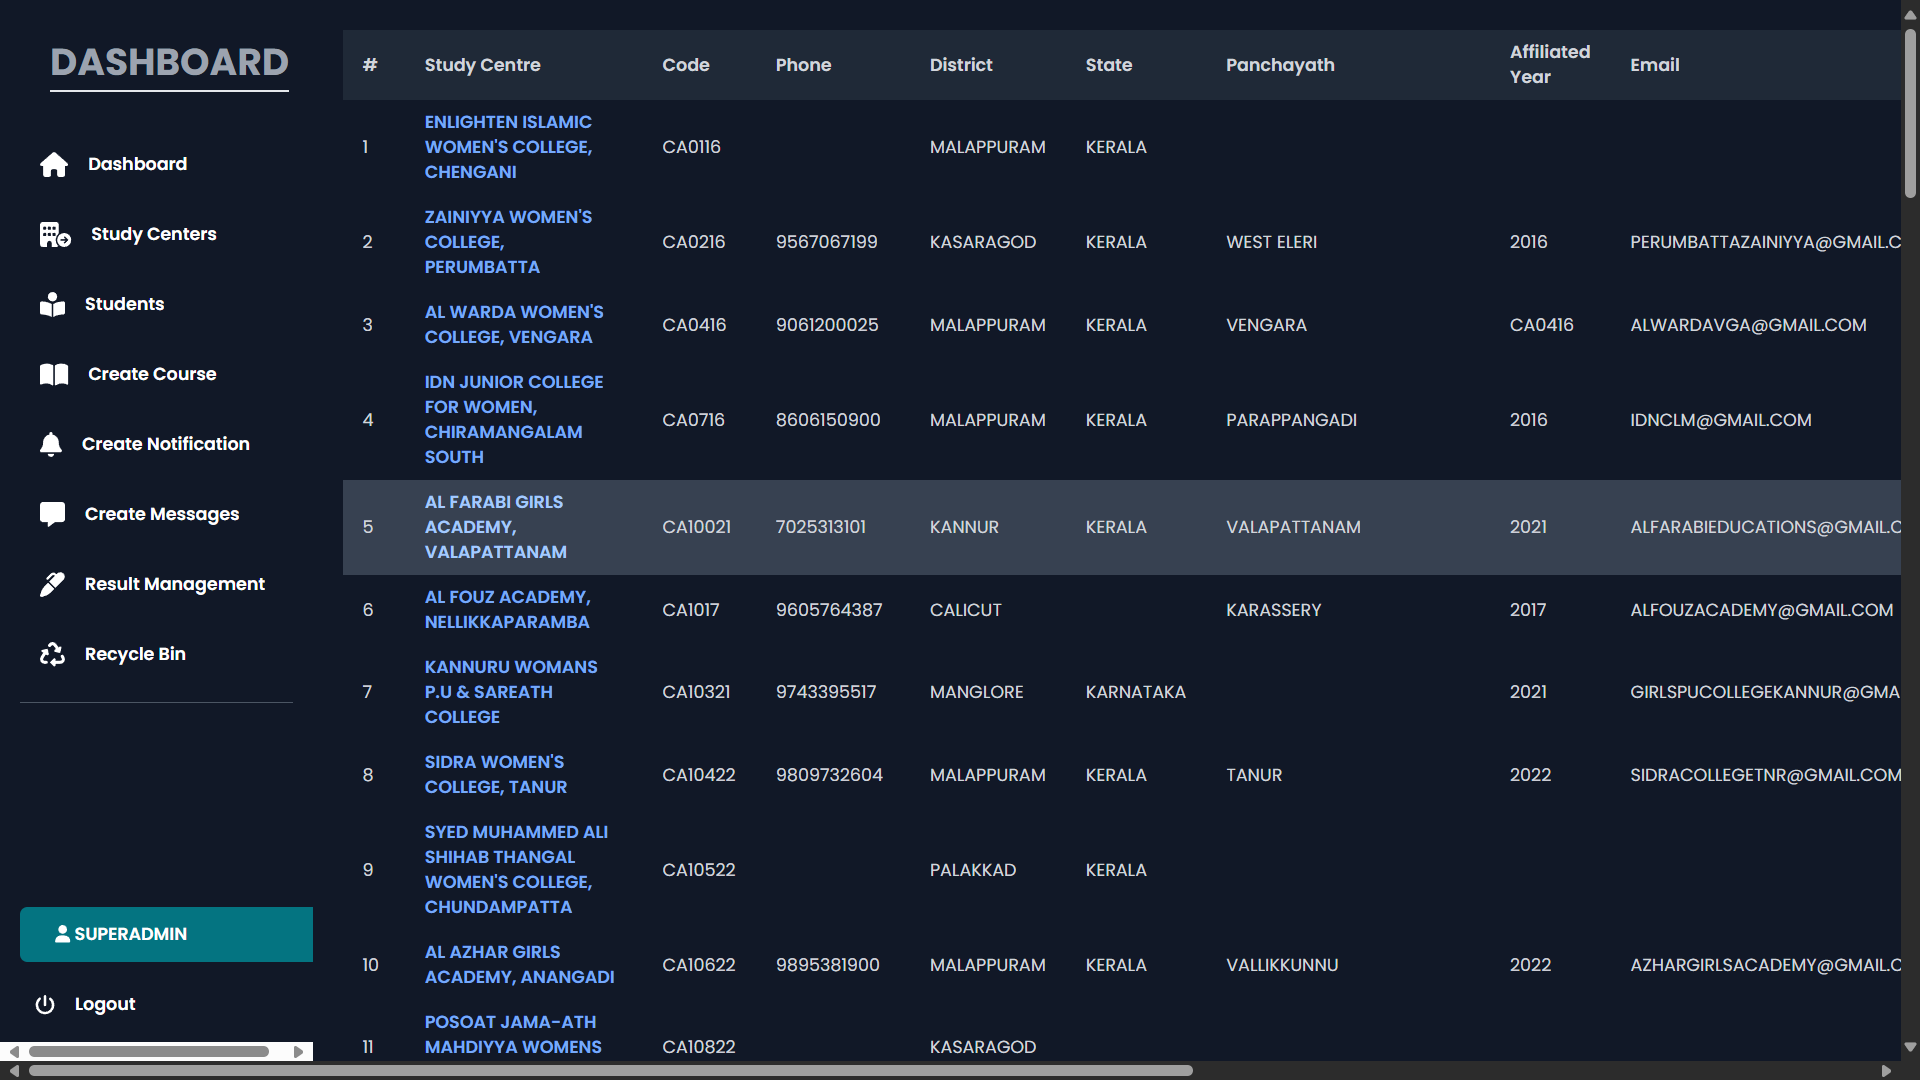 DASHBOARD
Dashboard
Study Centers
Students
Create Course
Create Notification
Create Messages
Result Management
Recycle Bin
SUPERADMIN
Logout
# Study Centre Code Phone District State Panchayath Affiliated Year Email
1 ENLIGHTEN ISLAMIC WOMEN'S COLLEGE, CHENGANI CA0116 MALAPPURAM KERALA
2 ZAINIYYA WOMEN'S COLLEGE, PERUMBATTA CA0216 9567067199 KASARAGOD KERALA WEST ELERI 2016 PERUMBATTAZAINIYYA@GMAIL.C
3 AL WARDA WOMEN'S COLLEGE, VENGARA CA0416 9061200025 MALAPPURAM KERALA VENGARA CA0416 ALWARDAVGA@GMAIL.COM
4 IDN JUNIOR COLLEGE FOR WOMEN, CHIRAMANGALAM SOUTH CA0716 8606150900 MALAPPURAM KERALA PARAPPANGADI 2016 IDNCLM@GMAIL.COM
5 AL FARABI GIRLS ACADEMY, VALAPATTANAM CA10021 7025313101 KANNUR KERALA VALAPATTANAM 2021 ALFARABIEDUCATIONS@GMAIL.C
6 AL FOUZ ACADEMY, NELLIKKAPARAMBA CA1017 9605764387 CALICUT KARASSERY 2017 ALFOUZACADEMY@GMAIL.COM
7 KANNURU WOMANS P.U & SAREATH COLLEGE CA10321 9743395517 MANGLORE KARNATAKA 2021 GIRLSPUCOLLEGEKANNUR@GMA
8 SIDRA WOMEN'S COLLEGE, TANUR CA10422 9809732604 MALAPPURAM KERALA TANUR 2022 SIDRACOLLEGETNR@GMAIL.COM
9 SYED MUHAMMED ALI SHIHAB THANGAL WOMEN'S COLLEGE, CHUNDAMPATTA CA10522 PALAKKAD KERALA
10 AL AZHAR GIRLS ACADEMY, ANANGADI CA10622 9895381900 MALAPPURAM KERALA VALLIKKUNNU 2022 AZHARGIRLSACADEMY@GMAIL.C
11 POSOAT JAMA-ATH MAHDIYYA WOMENS CA10822 KASARAGOD